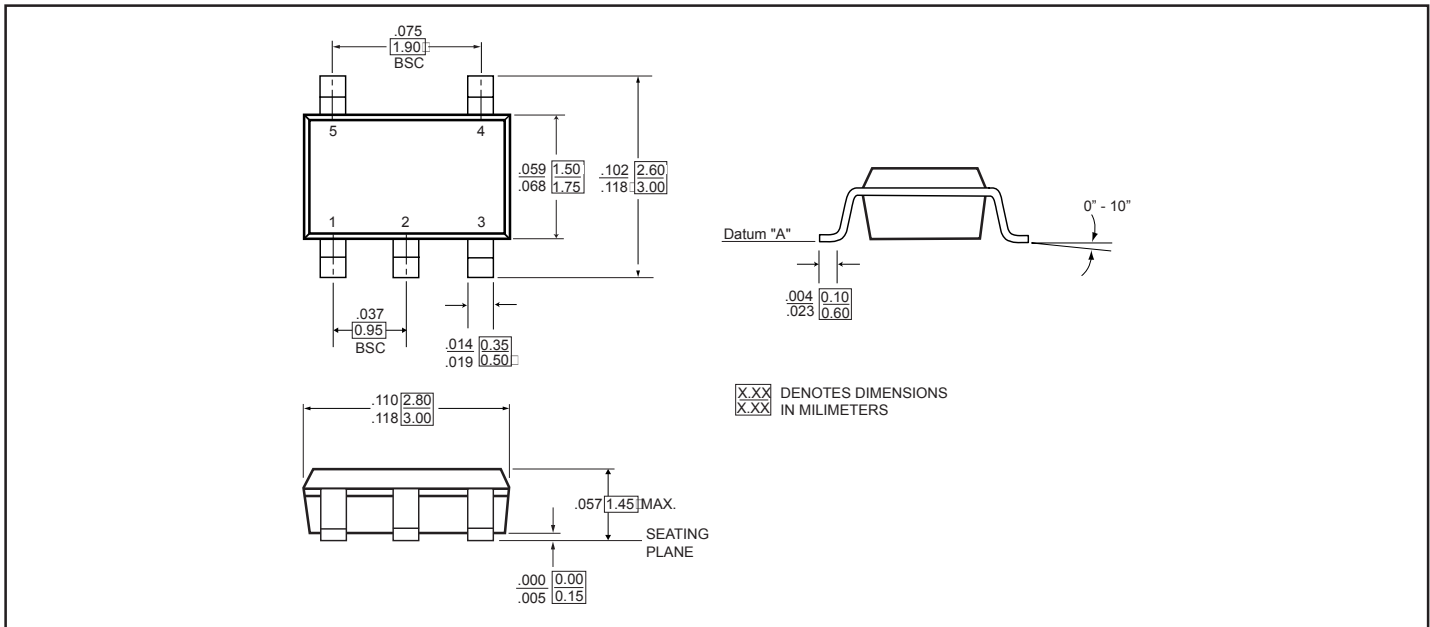 .075
1.90
BSC
5 4
.059 1.50
.068 1.75
.102 2.60
.118 3.00
1 2 3
.037
0.95
BSC
.014 0.35
.019 0.50
Datum "A"
0" - 10"
.004 0.10
.023 0.60
X.XX DENOTES DIMENSIONS
X.XX IN MILIMETERS
.110 2.80
.118 3.00
.057 1.45 MAX.
SEATING
PLANE
.000 0.00
.005 0.15